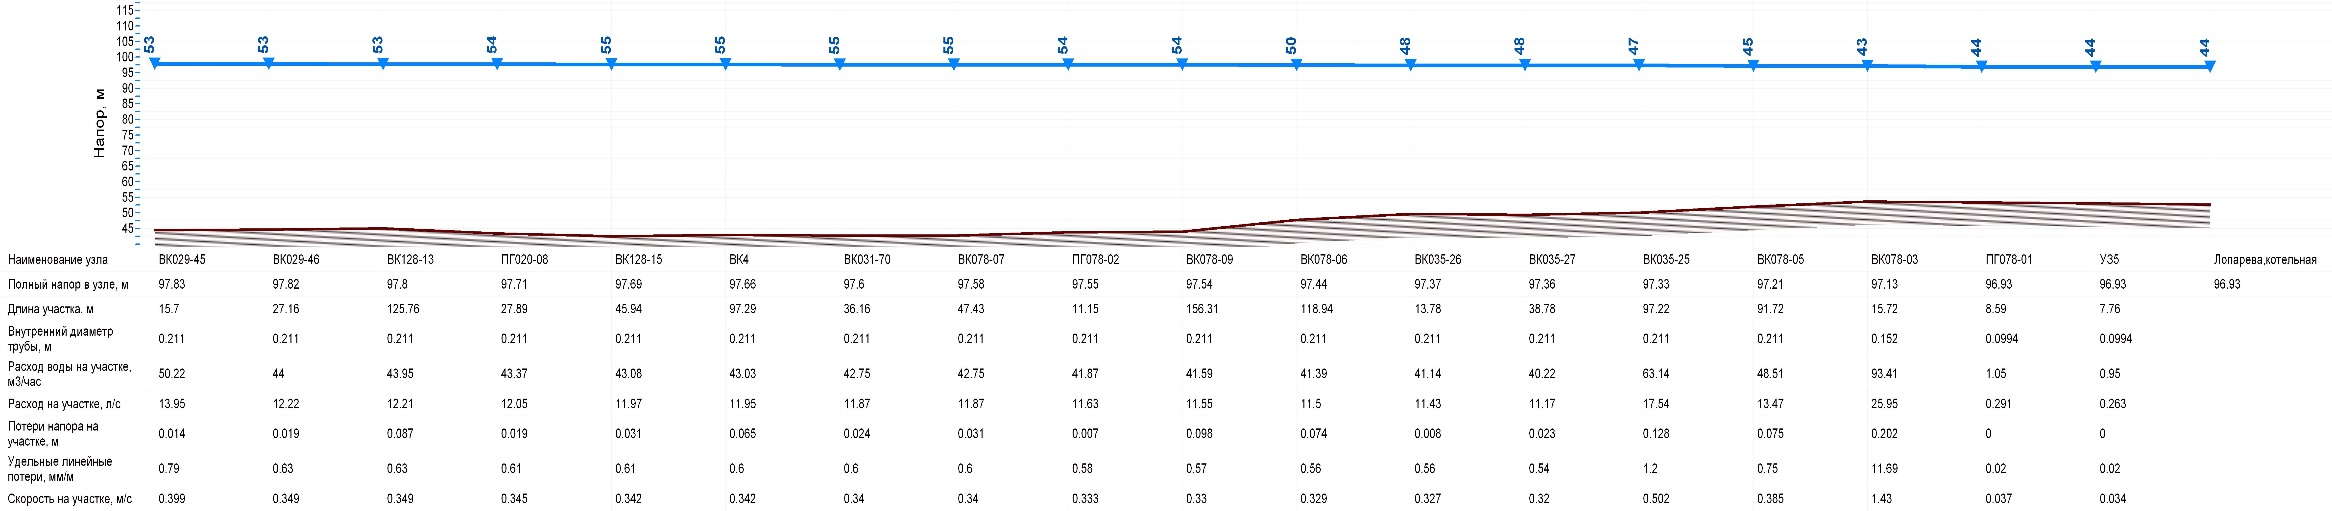 115
110
105
100
95
90
85
80
75
70
65
60
55
50
45
Напор, м
53 53 53 54 55 55 55 55 54 54 50 48 48 47 45 43 44 44 44
Наименование узла ВК029-45 ВК029-46 ВК128-13 ПГ020-08 ВК128-15 ВК4 ВК031-70 ВК078-07 ПГ078-02 ВК078-09 ВК078-06 ВК035-26 ВК035-27 ВК035-25 ВК078-05 ВК078-03 ПГ078-01 У35 Лопарева,котельная
Полный напор в узле, м 97.83 97.82 97.8 97.71 97.69 97.66 97.6 97.58 97.55 97.54 97.44 97.37 97.36 97.33 97.21 97.13 96.93 96.93 96.93
Длина участка. м 15.7 27.16 125.76 27.89 45.94 97.29 36.16 47.43 11.15 156.31 118.94 13.78 38.78 97.22 91.72 15.72 8.59 7.76
Внутренний диаметр
трубы, м 0.211 0.211 0.211 0.211 0.211 0.211 0.211 0.211 0.211 0.211 0.211 0.211 0.211 0.211 0.211 0.152 0.0994 0.0994
Расход воды на участке,
м3/час 50.22 44 43.95 43.37 43.08 43.03 42.75 42.75 41.87 41.59 41.39 41.14 40.22 63.14 48.51 93.41 1.05 0.95
Расход на участке, л/с 13.95 12.22 12.21 12.05 11.97 11.95 11.87 11.87 11.63 11.55 11.5 11.43 11.17 17.54 13.47 25.95 0.291 0.263
Потери напора на
участке, м 0.014 0.019 0.087 0.019 0.031 0.065 0.024 0.031 0.007 0.098 0.074 0.008 0.023 0.128 0.075 0.202 0 0
Удельные линейные
потери, мм/м 0.79 0.63 0.63 0.61 0.61 0.6 0.6 0.6 0.58 0.57 0.56 0.56 0.54 1.2 0.75 11.69 0.02 0.02
Скорость на участке, м/с 0.399 0.349 0.349 0.345 0.342 0.342 0.34 0.34 0.333 0.33 0.329 0.327 0.32 0.502 0.385 1.43 0.037 0.034